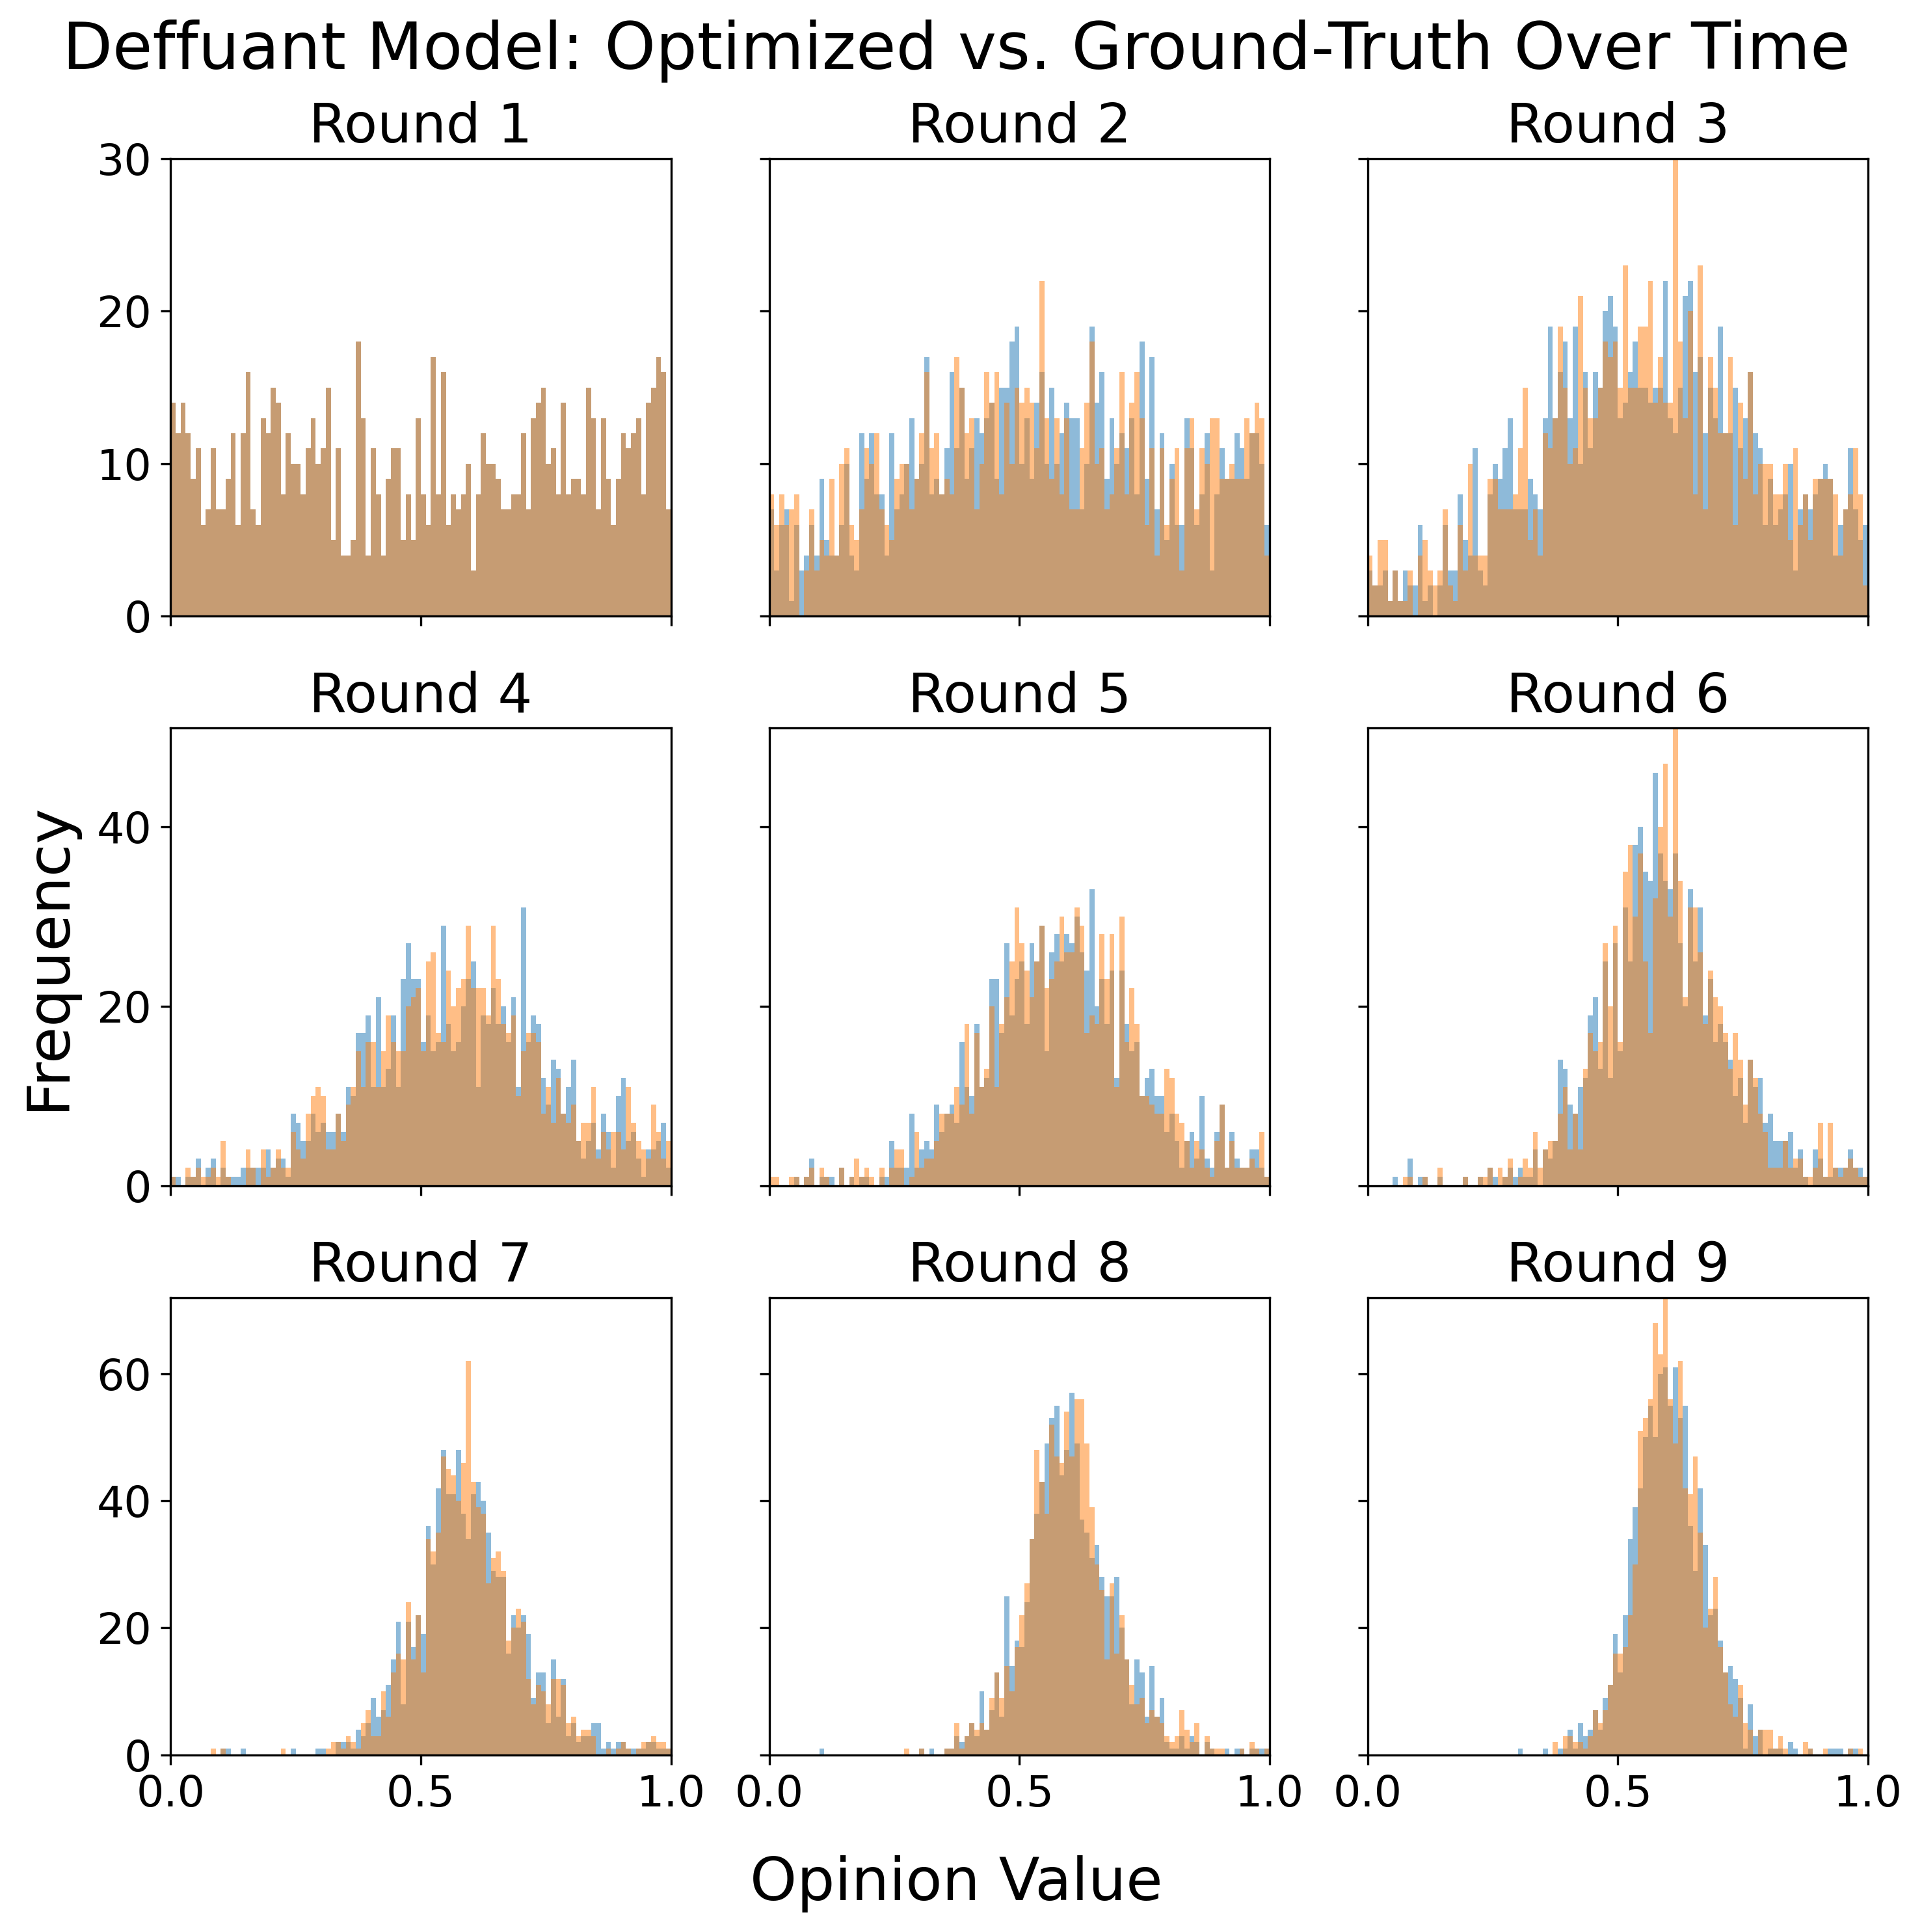 Deffuant Model: Optimized vs. Ground-Truth Over Time
Round 1
Round 2
Round 3
30
20
10
0
Round 4
Round 5
Round 6
Frequency
40
20
0
Round 7
Round 8
Round 9
60
40
20
0
0.0 0.5 1.0 0.0 0.5 1.0 0.0 0.5 1.0
Opinion Value